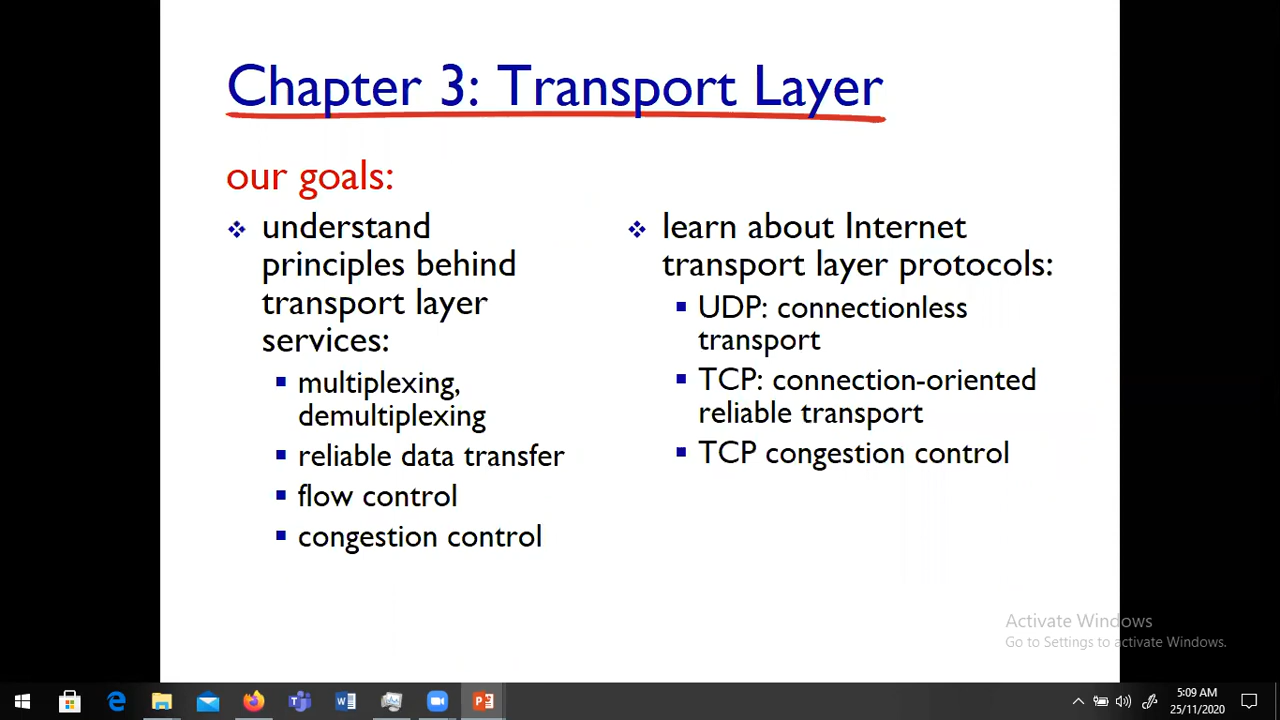 Chapter 3: Transport Layer
our goals:
understand
principles behind
transport layer
services:
multiplexing,
demultiplexing
reliable data transfer
flow control
congestion control
learn about Internet
transport layer protocols:
UDP: connectionless
transport
TCP: connection-oriented
reliable transport
TCP congestion control
Activate Windows
Go to Settings to activate Windows.
5:09 AM
25/11/2020